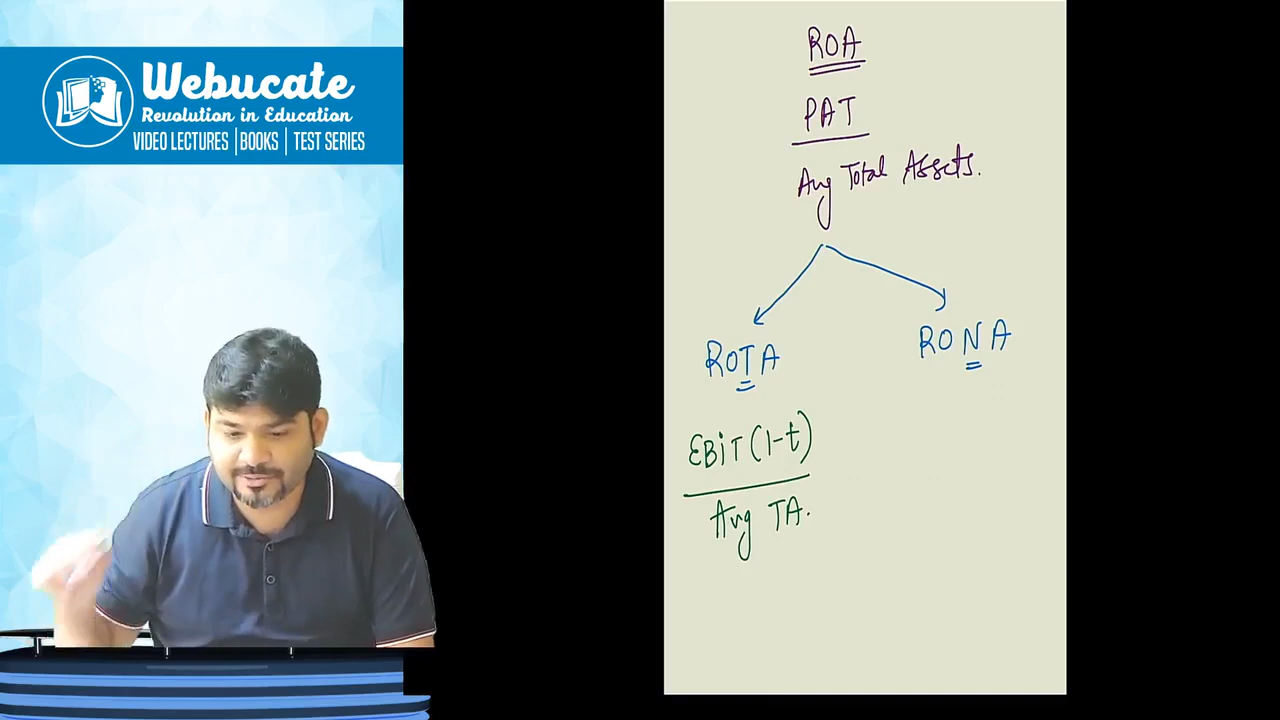 Webucate
Revolution in Education
VIDEO LECTURES | BOOKS | TEST SERIES
ROA
PAT
Avg Total Assets.
ROTA
RONA
EBiT(1-t)
Avg TA.